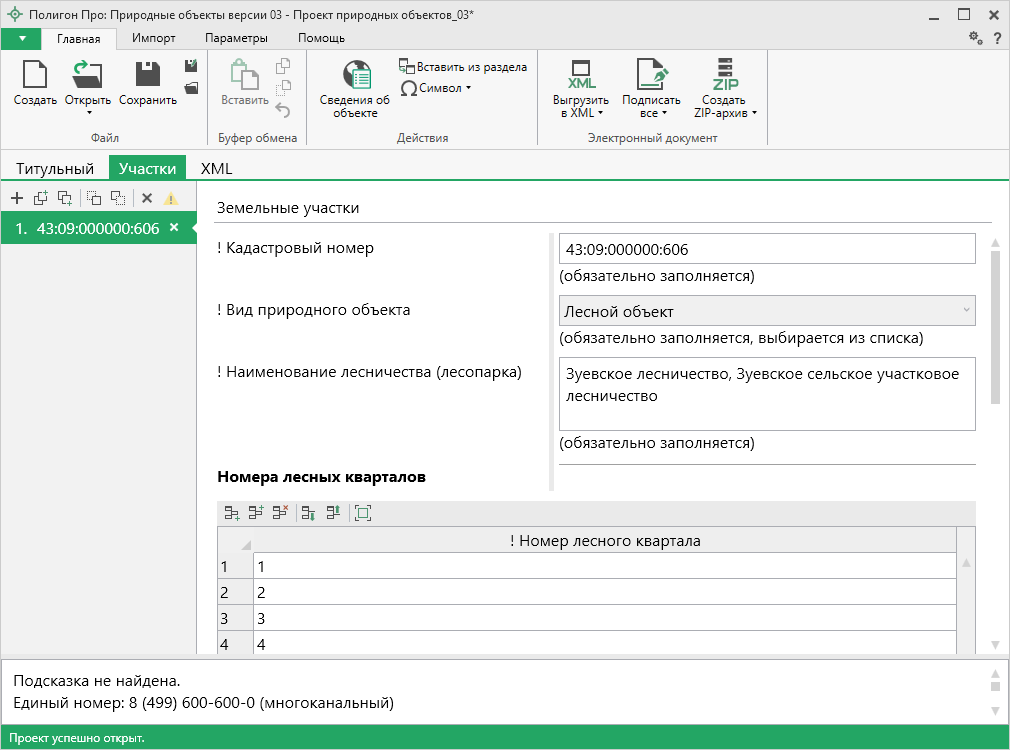 Полигон Про: Природные объекты версии 03 - Проект природных объектов_03*
Главная Импорт Параметры Помощь ?
Создать Открыть Сохранить Вставить Сведения об объекте Вставить из раздела
Символ
XML Выгрузить в XML Подписать все ZIP Создать ZIP-архив
Файл Буфер обмена Действия Электронный документ
Титульный Участки XML
1. 43:09:000000:606
Земельные участки
! Кадастровый номер 43:09:000000:606
(обязательно заполняется)
! Вид природного объекта Лесной объект
(обязательно заполняется, выбирается из списка)
! Наименование лесничества (лесопарка) Зуевское лесничество, Зуевское сельское участковое
лесничество
(обязательно заполняется)
Номера лесных кварталов
! Номер лесного квартала
1 1
2 2
3 3
4 4
Подсказка не найдена.
Единый номер: 8 (499) 600-600-0 (многоканальный)
Проект успешно открыт.